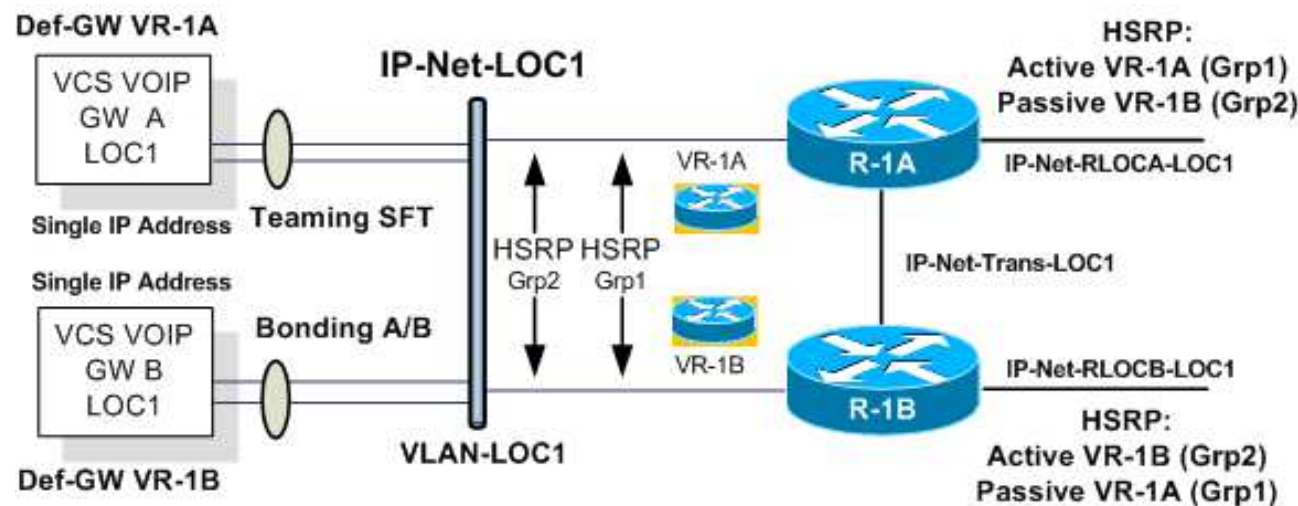 Def-GW VR-1A
VCS VOIP
GW A
LOC1
Single IP Address
Teaming SFT
IP-Net-LOC1
HSRP:
Active VR-1A (Grp1)
Passive VR-1B (Grp2)
R-1A
IP-Net-RLOCA-LOC1
VR-1A
HSRP
Grp2
HSRP
Grp1
IP-Net-Trans-LOC1
Single IP Address
VCS VOIP
GW B
LOC1
Def-GW VR-1B
Bonding A/B
VLAN-LOC1
VR-1B
R-1B
IP-Net-RLOCB-LOC1
HSRP:
Active VR-1B (Grp2)
Passive VR-1A (Grp1)